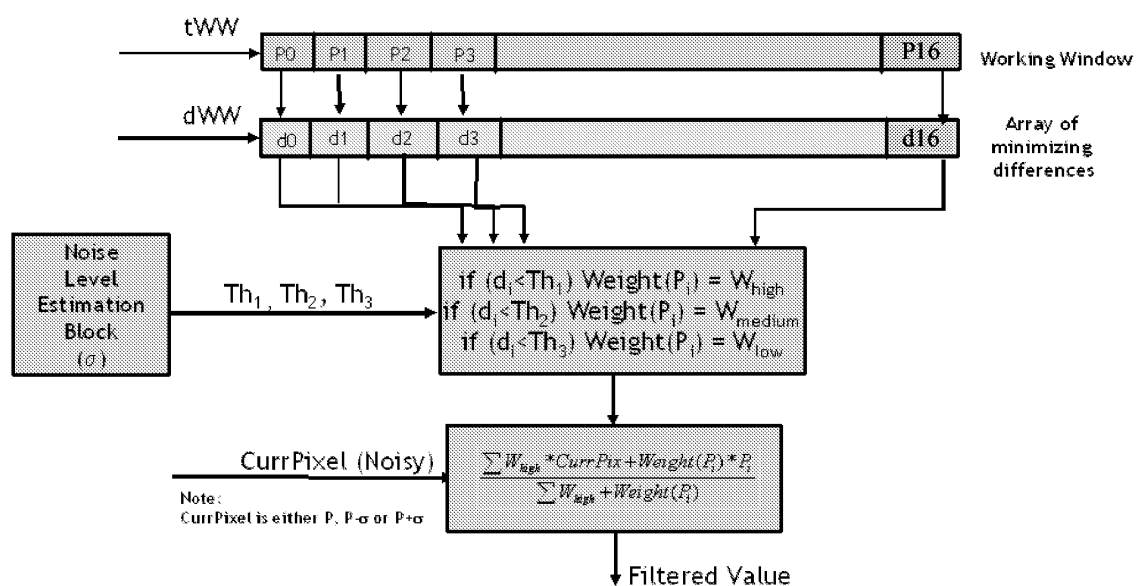 tWW
P0 P1 P2 P3 P16
Working Window
dWW
d0 d1 d2 d3 d16
Array of
minimizing
differences
Noise
Level
Estimation
Block
(σ)
Th1, Th2, Th3
if (di<Th1) Weight(Pi) = Whigh
if (di<Th2) Weight(Pi) = Wmedium
if (di<Th3) Weight(Pi) = Wlow
CurrPixel (Noisy)
Note:
CurrPixel is either P, P-σ or P+σ
∑ Whigh *CurrPix+Weight(Pi)*Pi
∑ Whigh +Weight(Pi)
Filtered Value